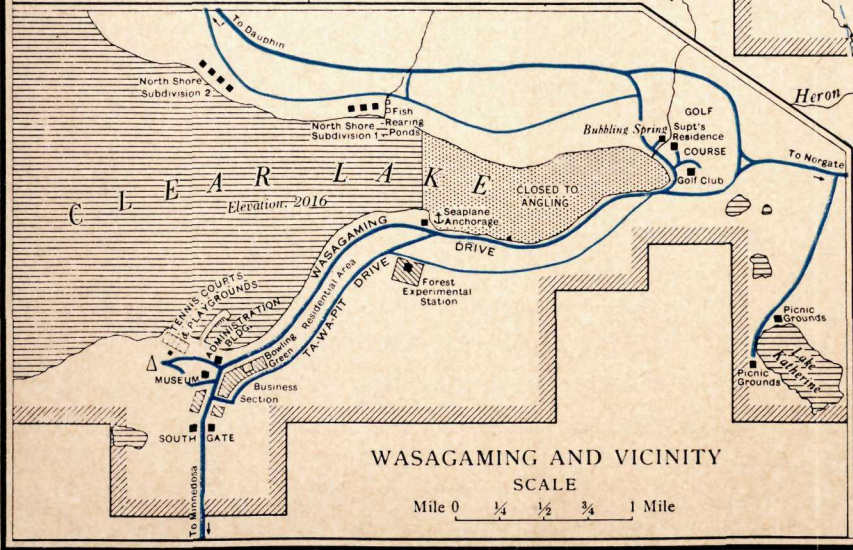 To Dauphin
North Shore
Subdivision 2
North Shore
Subdivision 1
Fish
Rearing
Ponds
GOLF
Bubbling Spring
Supt's
Residence
COURSE
Golf Club
Heron
To Norgate
CLEAR LAKE
Elevation, 2016
CLOSED TO
ANGLING
Seaplane
Anchorage
WASAGAMING
DRIVE
Residential Area
TA-WA-PIT DRIVE
Forest
Experimental
Station
TENNIS COURTS
& PLAYGROUNDS
ADMINISTRATION
BLDG.
Bowling
Green
MUSEUM
Business
Section
SOUTH GATE
To Minnedosa
Picnic
Grounds
Lake
Katherine
Picnic
Grounds
WASAGAMING AND VICINITY
SCALE
Mile 0 ¼ ½ ¾ 1 Mile